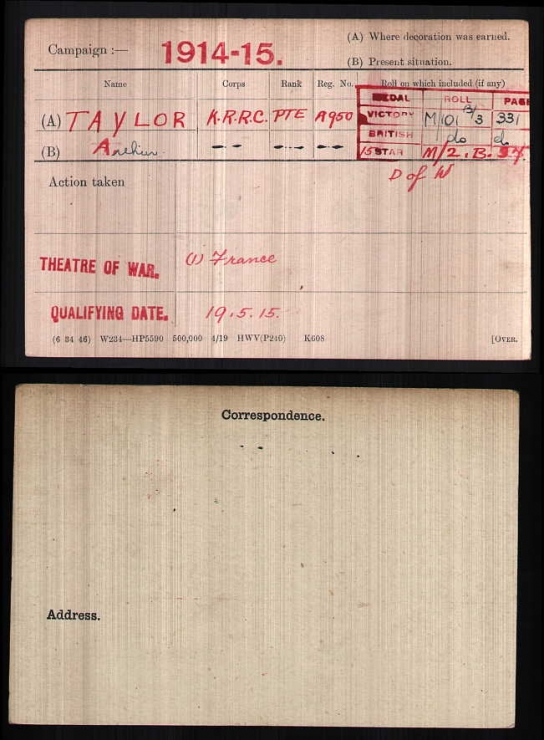 Campaign :— 1914-15. (A) Where decoration was earned.
(B) Present situation.
Name Corps Rank Reg. No. Roll on which included (if any)
MEDAL ROLL PAGE
(A) TAYLOR K.R.R.C. PTE A950 VICTORY M/101 B/3 331
BRITISH do do
(B) Arthur -- -- -- 15 STAR M/2. B. 37.
Action taken D of W
THEATRE OF WAR. (1) France
QUALIFYING DATE. 19.5.15.
(6 34 46) W234—HP5590 500,000 4/19 HWV(P240) K608 [OVER.
Correspondence.
Address.